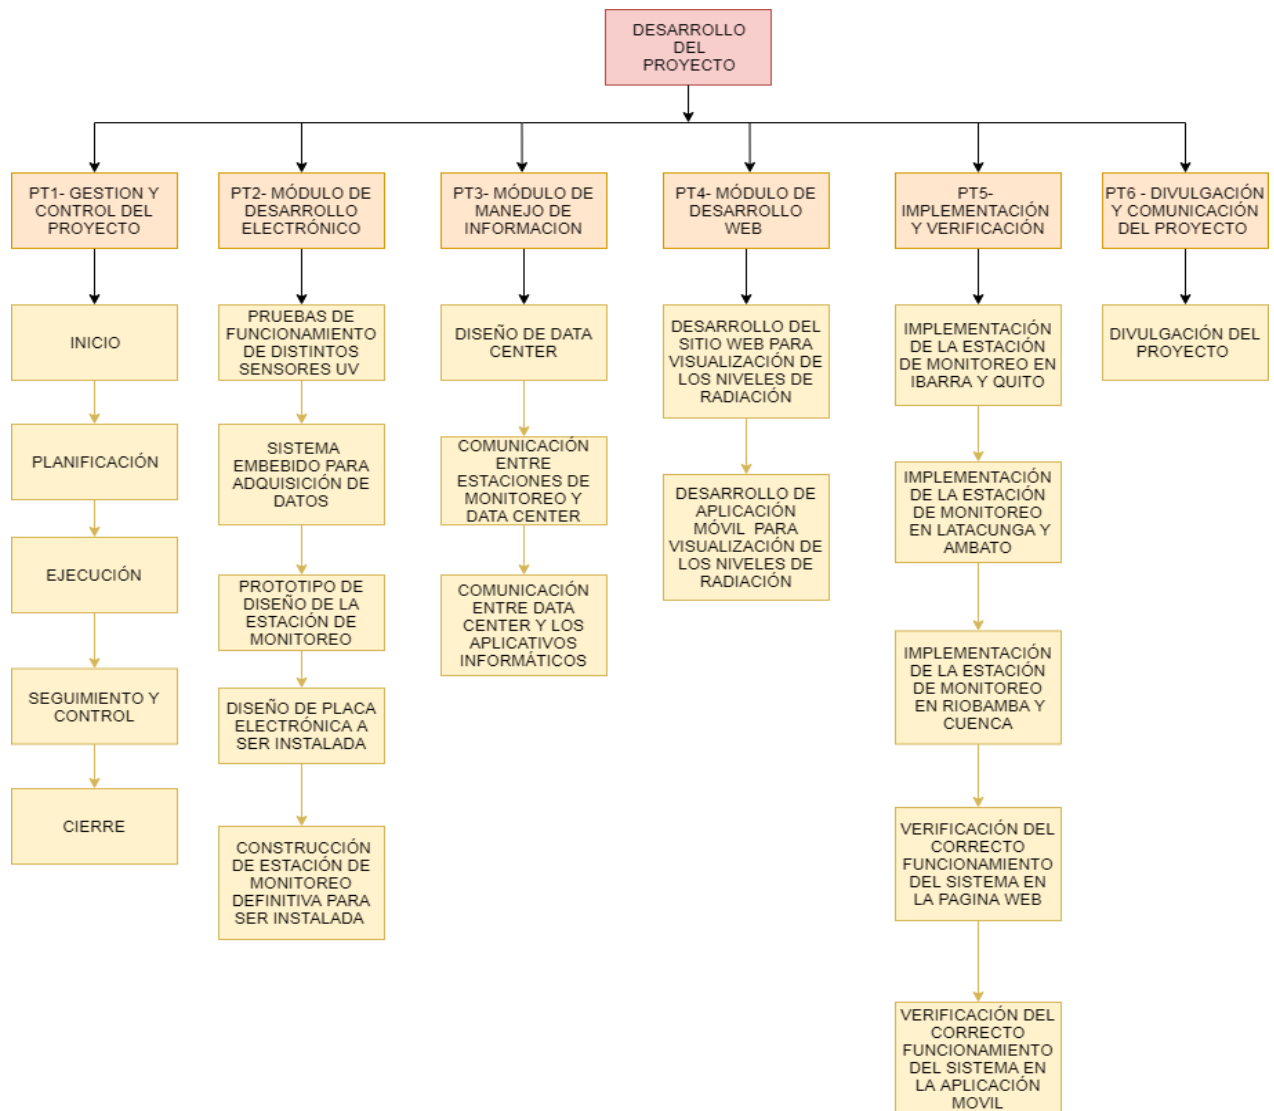 DESARROLLO
DEL
PROYECTO
PT1- GESTION Y
CONTROL DEL
PROYECTO
INICIO
PLANIFICACIÓN
EJECUCIÓN
SEGUIMIENTO Y
CONTROL
CIERRE
PT2- MÓDULO DE
DESARROLLO
ELECTRÓNICO
PRUEBAS DE
FUNCIONAMIENTO
DE DISTINTOS
SENSORES UV
SISTEMA
EMBEBIDO PARA
ADQUISICIÓN DE
DATOS
PROTOTIPO DE
DISEÑO DE LA
ESTACIÓN DE
MONITOREO
DISEÑO DE PLACA
ELECTRÓNICA A
SER INSTALADA
CONSTRUCCIÓN
DE ESTACIÓN DE
MONITOREO
DEFINITIVA PARA
SER INSTALADA
PT3- MÓDULO DE
MANEJO DE
INFORMACION
DISEÑO DE DATA
CENTER
COMUNICACIÓN
ENTRE
ESTACIONES DE
MONITOREO Y
DATA CENTER
COMUNICACIÓN
ENTRE DATA
CENTER Y LOS
APLICATIVOS
INFORMÁTICOS
PT4- MÓDULO DE
DESARROLLO
WEB
DESARROLLO DEL
SITIO WEB PARA
VISUALIZACIÓN DE
LOS NIVELES DE
RADIACIÓN
DESARROLLO DE
APLICACIÓN
MÓVIL PARA
VISUALIZACIÓN DE
LOS NIVELES DE
RADIACIÓN
PT5-
IMPLEMENTACIÓN
Y VERIFICACIÓN
IMPLEMENTACIÓN
DE LA ESTACIÓN
DE MONITOREO EN
IBARRA Y QUITO
IMPLEMENTACIÓN
DE LA ESTACIÓN
DE MONITOREO
EN LATACUNGA Y
AMBATO
IMPLEMENTACIÓN
DE LA ESTACIÓN
DE MONITOREO
EN RIOBAMBA Y
CUENCA
VERIFICACIÓN DEL
CORRECTO
FUNCIONAMIENTO
DEL SISTEMA EN
LA PAGINA WEB
VERIFICACIÓN DEL
CORRECTO
FUNCIONAMIENTO
DEL SISTEMA EN
LA APLICACIÓN
MOVIL
PT6 - DIVULGACIÓN
Y COMUNICACIÓN
DEL PROYECTO
DIVULGACIÓN DEL
PROYECTO